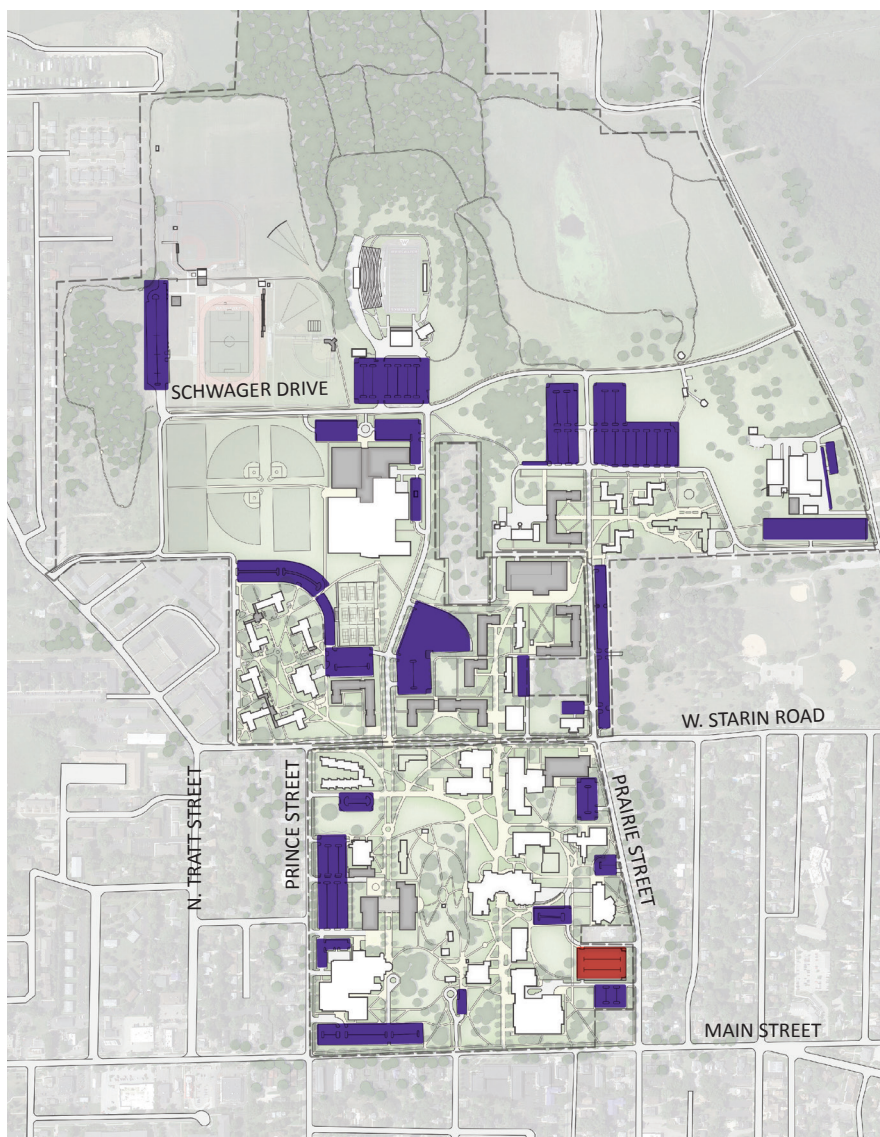 SCHWAGER DRIVE
W. STARIN ROAD
N. TRATT STREET
PRINCE STREET
PRAIRIE STREET
MAIN STREET